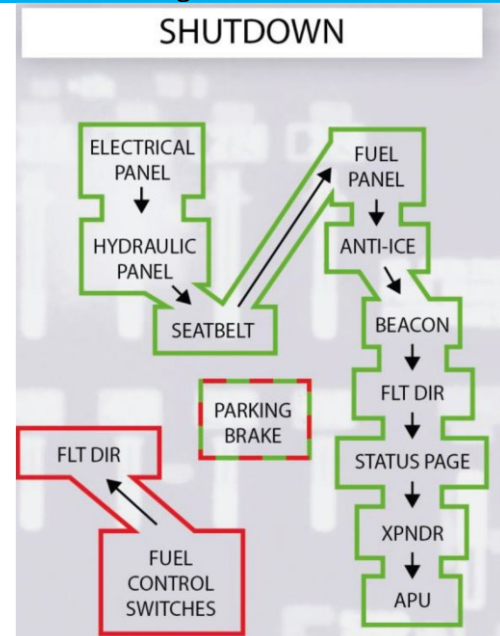 SHUTDOWN
ELECTRICAL
PANEL
HYDRAULIC
PANEL
SEATBELT
FUEL
PANEL
ANTI-ICE
BEACON
FLT DIR
STATUS PAGE
XPNDR
APU
PARKING
BRAKE
FLT DIR
FUEL
CONTROL
SWITCHES